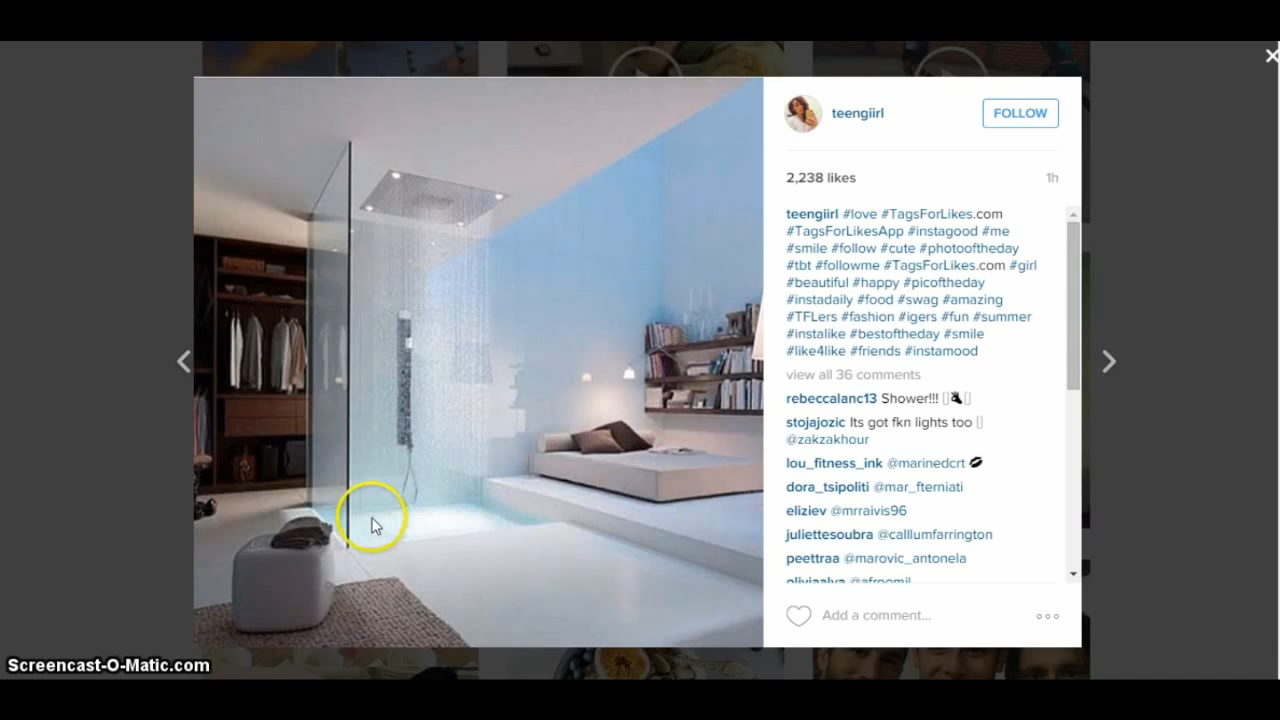 teengiirl
FOLLOW
2,238 likes
1h
teengiirl #love #TagsForLikes.com
#TagsForLikesApp #instagood #me
#smile #follow #cute #photooftheday
#tbt #followme #TagsForLikes.com #girl
#beautiful #happy #picoftheday
#instadaily #food #swag #amazing
#TFLers #fashion #igers #fun #summer
#instalike #bestoftheday #smile
#like4like #friends #instamood
view all 36 comments
rebeccalanc13 Shower!!!
stojajozic Its got fkn lights too
@zakzakhour
lou_fitness_ink @marinedcrt
dora_tsipoliti @mar_fterniati
eliziev @mrraivis96
juliettesoubra @calllumfarrington
peettraa @marovic_antonela
Add a comment...
Screencast-O-Matic.com